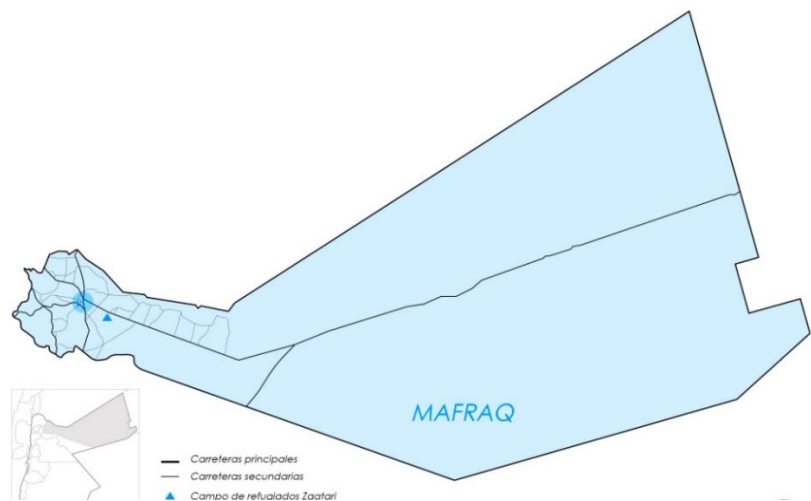 MAFRAQ
Carreteras principales
Carreteras secundarias
Campo de refugiados Zaatari